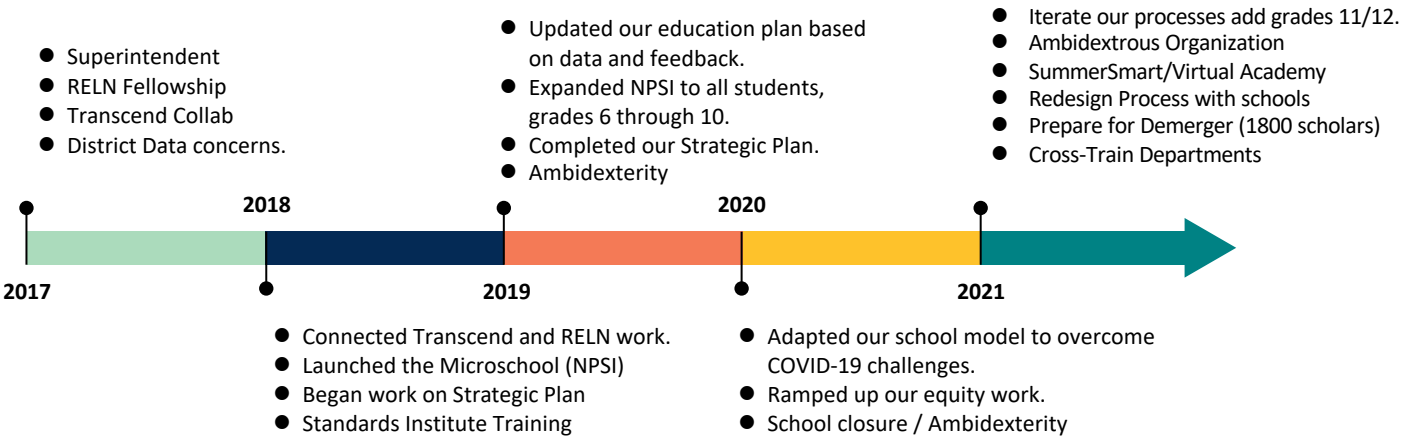 ● Superintendent
● RELN Fellowship
● Transcend Collab
● District Data concerns.
● Updated our education plan based
on data and feedback.
● Expanded NPSI to all students,
grades 6 through 10.
● Completed our Strategic Plan.
● Ambidexterity
● Iterate our processes add grades 11/12.
● Ambidextrous Organization
● SummerSmart/Virtual Academy
● Redesign Process with schools
● Prepare for Demerger (1800 scholars)
● Cross-Train Departments
2018
2020
2017
2019
2021
● Connected Transcend and RELN work.
● Launched the Microschool (NPSI)
● Began work on Strategic Plan
● Standards Institute Training
● Adapted our school model to overcome
COVID-19 challenges.
● Ramped up our equity work.
● School closure / Ambidexterity